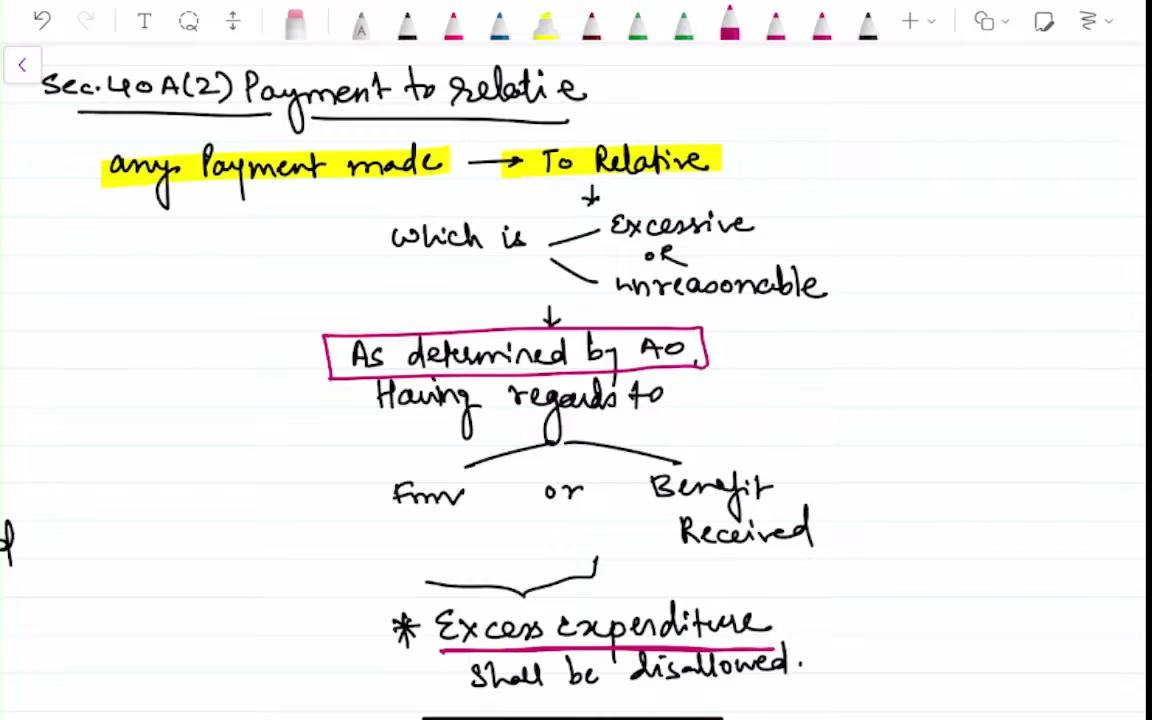 Sec. 40A(2) Payment to relatie
any Payment made → To Relative
↓
Which is Excessive
OR
unreasonable
↓
As determined by AO.
Having regards to
FMV or Benefit
Received
* Excess expenditure
shall be disallowed.